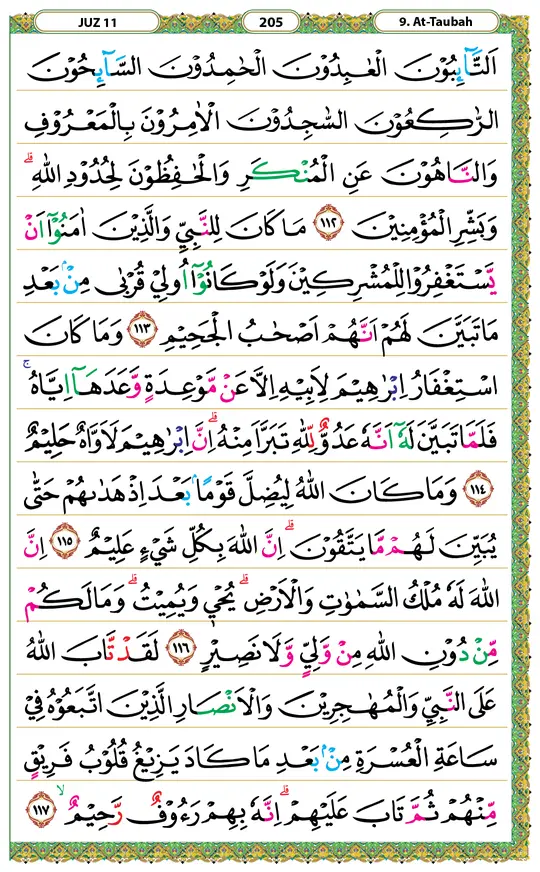 JUZ 11 205 9. At-Taubah
اَلتَّاۤىِٕبُوْنَ الْعٰبِدُوْنَ الْحٰمِدُوْنَ السَّاۤىِٕحُوْنَ
الرّٰكِعُوْنَ السّٰجِدُوْنَ الْاٰمِرُوْنَ بِالْمَعْرُوْفِ
وَالنَّاهُوْنَ عَنِ الْمُنْكَرِ وَالْحٰفِظُوْنَ لِحُدُوْدِ اللّٰهِ ۗ
وَبَشِّرِ الْمُؤْمِنِيْنَ ١١٢ مَا كَانَ لِلنَّبِيِّ وَالَّذِيْنَ اٰمَنُوْٓا اَنْ
يَّسْتَغْفِرُوْا لِلْمُشْرِكِيْنَ وَلَوْ كَانُوْٓا اُولِيْ قُرْبٰى مِنْۢ بَعْدِ
مَا تَبَيَّنَ لَهُمْ اَنَّهُمْ اَصْحٰبُ الْجَحِيْمِ ١١٣ وَمَا كَانَ
اسْتِغْفَارُ اِبْرٰهِيْمَ لِاَبِيْهِ اِلَّا عَنْ مَّوْعِدَةٍ وَّعَدَهَآ اِيَّاهُ ۚ
فَلَمَّا تَبَيَّنَ لَهٗٓ اَنَّهٗ عَدُوٌّ لِّلّٰهِ تَبَرَّاَ مِنْهُ ۗ اِنَّ اِبْرٰهِيْمَ لَاَوَّاهٌ حَلِيْمٌ
١١٤ وَمَا كَانَ اللّٰهُ لِيُضِلَّ قَوْمًاۢ بَعْدَ اِذْ هَدٰىهُمْ حَتّٰى
يُبَيِّنَ لَهُمْ مَّا يَتَّقُوْنَ ۗ اِنَّ اللّٰهَ بِكُلِّ شَيْءٍ عَلِيْمٌ ١١٥ اِنَّ
اللّٰهَ لَهٗ مُلْكُ السَّمٰوٰتِ وَالْاَرْضِ ۗ يُحْيٖ وَيُمِيْتُ ۗ وَمَا لَكُمْ
مِّنْ دُوْنِ اللّٰهِ مِنْ وَّلِيٍّ وَّلَا نَصِيْرٍ ١١٦ لَقَدْ تَّابَ اللّٰهُ
عَلَى النَّبِيِّ وَالْمُهٰجِرِيْنَ وَالْاَنْصَارِ الَّذِيْنَ اتَّبَعُوْهُ فِيْ
سَاعَةِ الْعُسْرَةِ مِنْۢ بَعْدِ مَا كَادَ يَزِيْغُ قُلُوْبُ فَرِيْقٍ
مِّنْهُمْ ثُمَّ تَابَ عَلَيْهِمْ ۗ اِنَّهٗ بِهِمْ رَءُوْفٌ رَّحِيْمٌ ۙ ١١٧